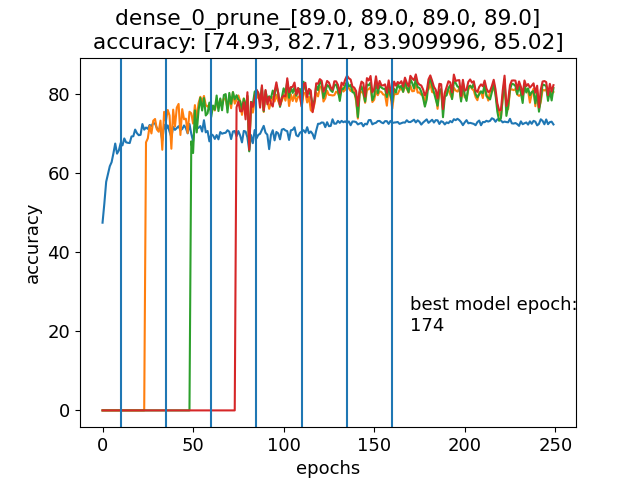 dense_0_prune_[89.0, 89.0, 89.0, 89.0]
accuracy: [74.93, 82.71, 83.909996, 85.02]
80
60
40
20
0
accuracy
best model epoch:
174
0 50 100 150 200 250
epochs